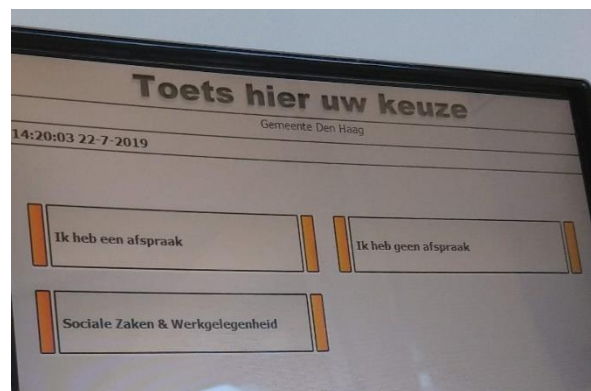 Toets hier uw keuze
Gemeente Den Haag
14:20:03 22-7-2019
Ik heb een afspraak
Ik heb geen afspraak
Sociale Zaken & Werkgelegenheid